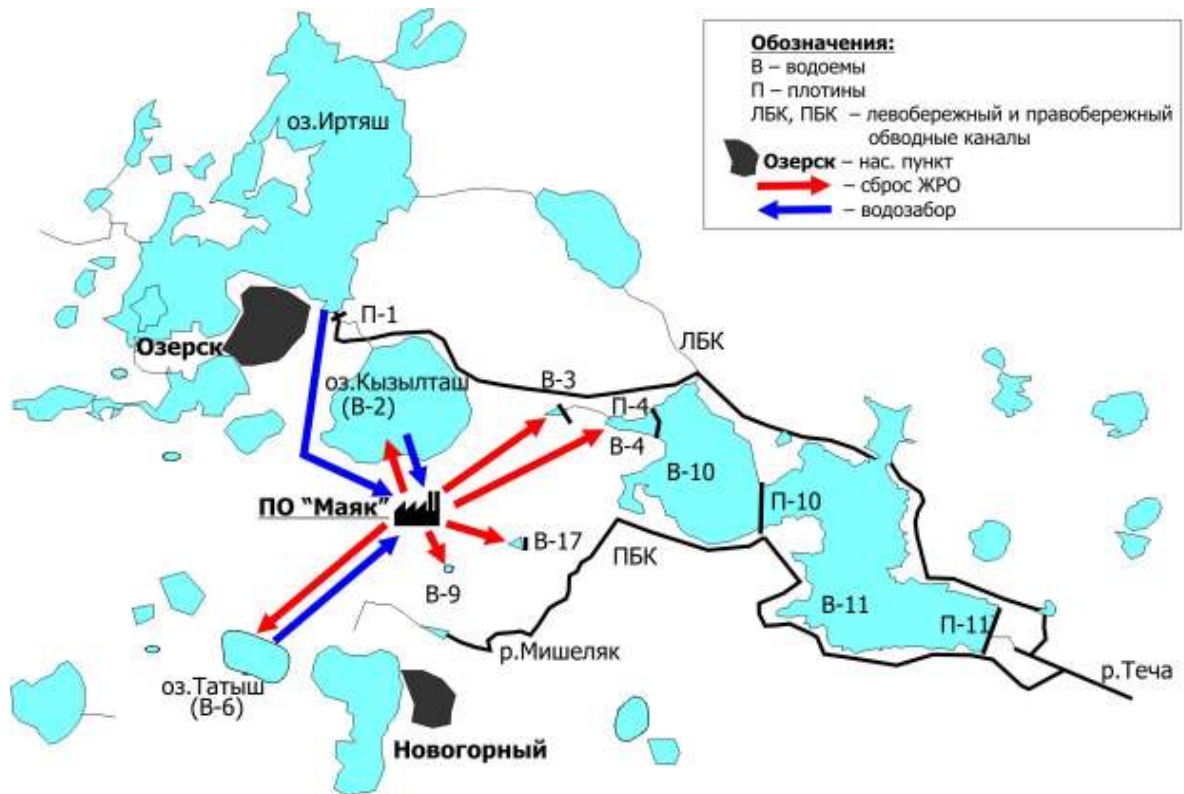 Обозначения:
В – водоемы
П – плотины
ЛБК, ПБК – левобережный и правобережный
обводные каналы
Озерск – нас. пункт
– сброс ЖРО
– водозабор
оз.Иртяш
П-1
Озерск
ЛБК
оз.Кызылташ
(В-2)
В-3
П-4
В-4
В-10
П-10
ПО “Маяк”
В-17
ПБК
В-9
В-11
П-11
р.Мишеляк
р.Теча
оз.Татыш
(В-6)
Новогорный